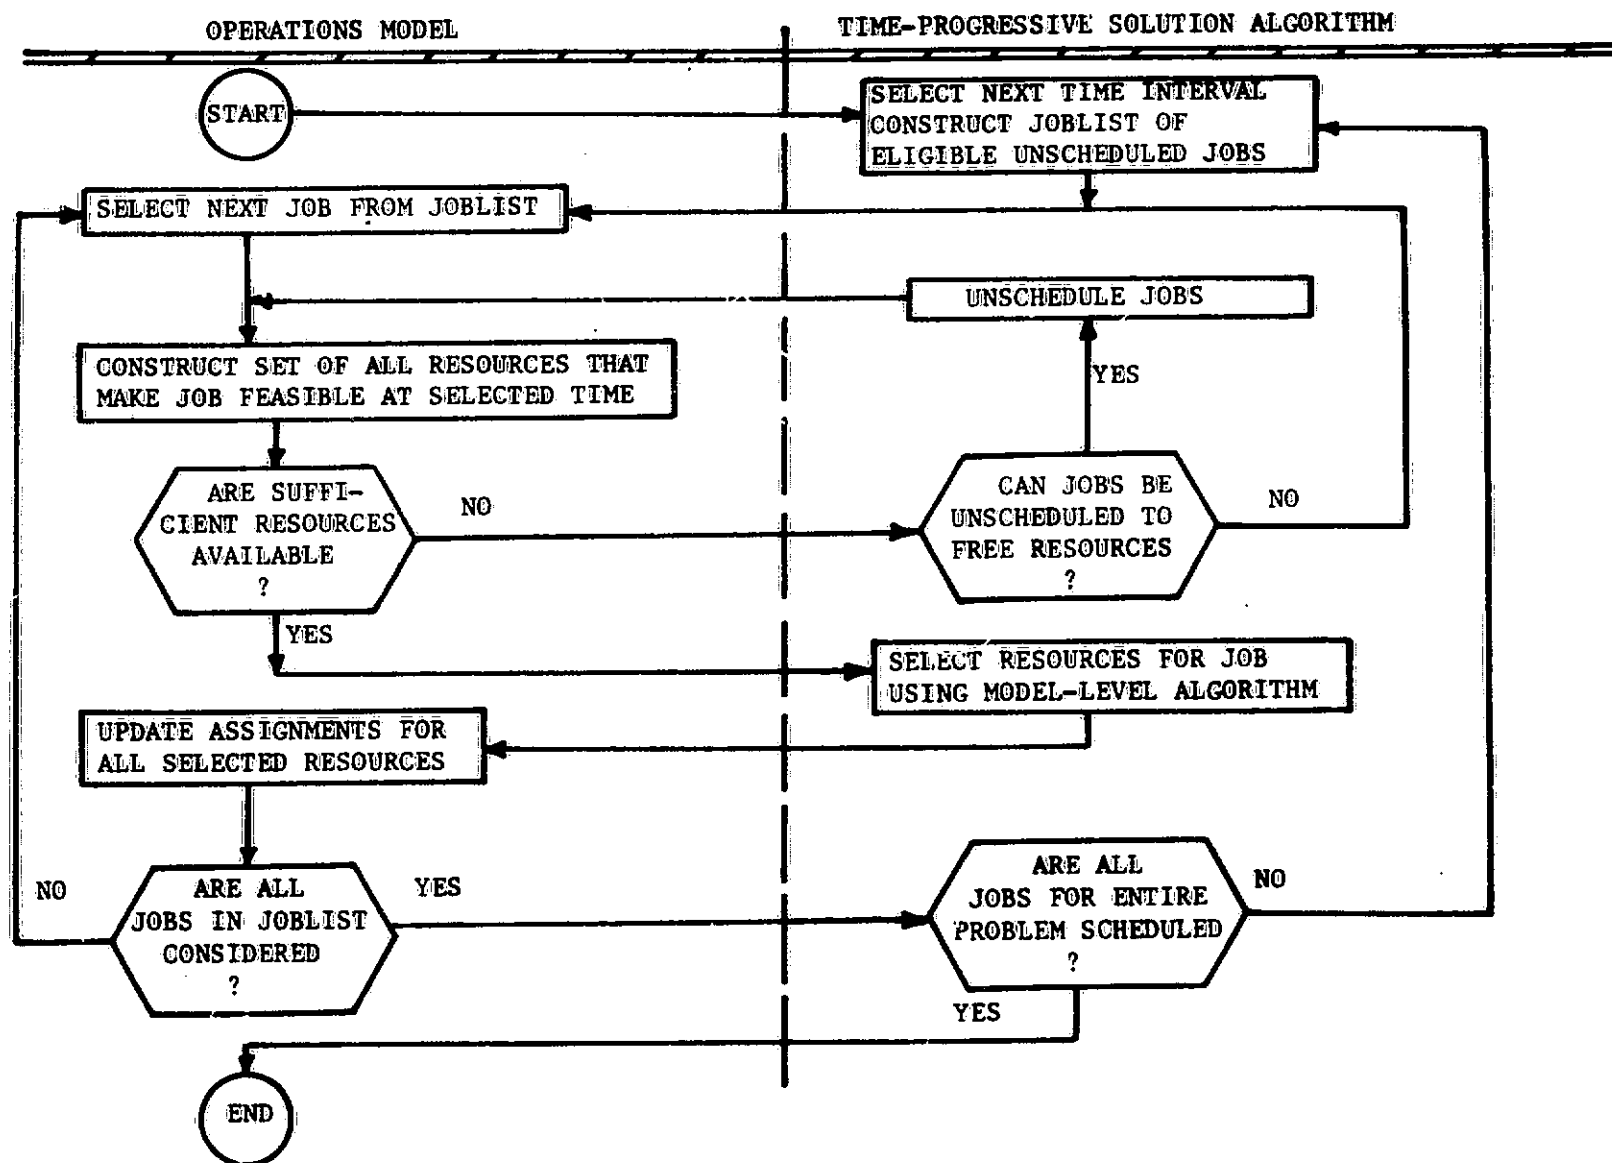 OPERATIONS MODEL
TIME-PROGRESSIVE SOLUTION ALGORITHM
START
SELECT NEXT TIME INTERVAL
CONSTRUCT JOBLIST OF
ELIGIBLE UNSCHEDULED JOBS
SELECT NEXT JOB FROM JOBLIST
UNSCHEDULE JOBS
CONSTRUCT SET OF ALL RESOURCES THAT
MAKE JOB FEASIBLE AT SELECTED TIME
YES
ARE SUFFI-
CIENT RESOURCES
AVAILABLE
?
NO
CAN JOBS BE
UNSCHEDULED TO
FREE RESOURCES
?
NO
YES
SELECT RESOURCES FOR JOB
USING MODEL-LEVEL ALGORITHM
UPDATE ASSIGNMENTS FOR
ALL SELECTED RESOURCES
NO
ARE ALL
JOBS IN JOBLIST
CONSIDERED
?
YES
ARE ALL
JOBS FOR ENTIRE
PROBLEM SCHEDULED
?
NO
YES
END